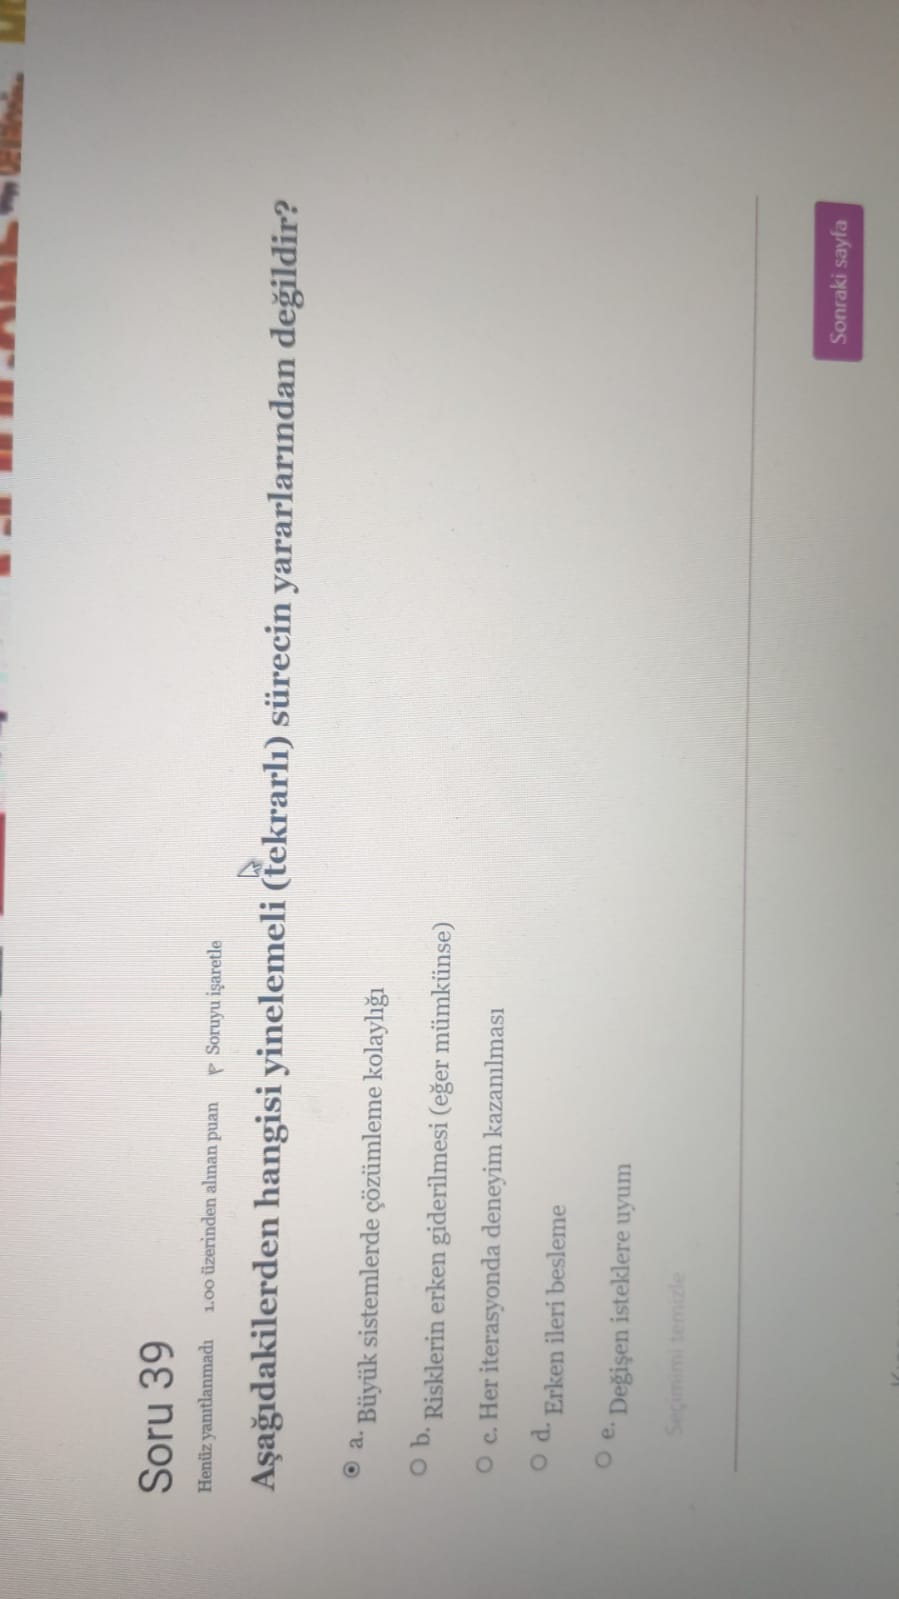 Soru 39
Henüz yanıtlanmadı 1.00 üzerinden alınan puan Soruyu işaretle
Aşağıdakilerden hangisi yinelemeli (tekrarlı) sürecin yararlarından değildir?
a. Büyük sistemlerde çözümleme kolaylığı
b. Risklerin erken giderilmesi (eğer mümkünse)
c. Her iterasyonda deneyim kazanılması
d. Erken ileri besleme
e. Değişen isteklere uyum
Seçimimi temizle
Sonraki sayfa